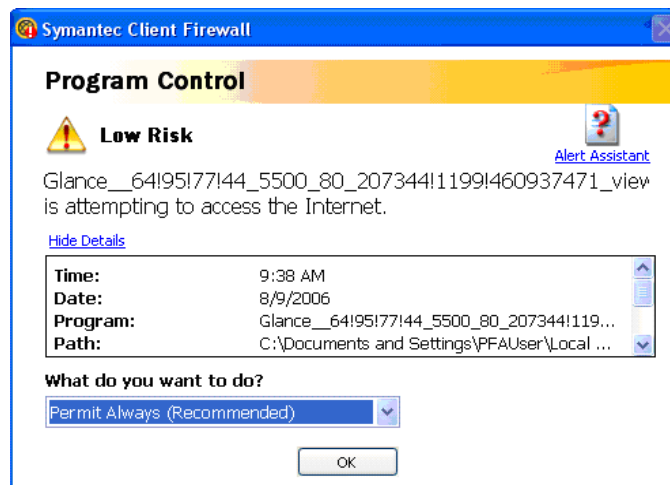 Symantec Client Firewall
Program Control
Low Risk
Alert Assistant
Glance__64!95!77!44_5500_80_207344!1199!460937471_view
is attempting to access the Internet.
Hide Details
Time: 9:38 AM
Date: 8/9/2006
Program: Glance__64!95!77!44_5500_80_207344!119...
Path: C:\Documents and Settings\PFAUser\Local ...
What do you want to do?
Permit Always (Recommended)
OK